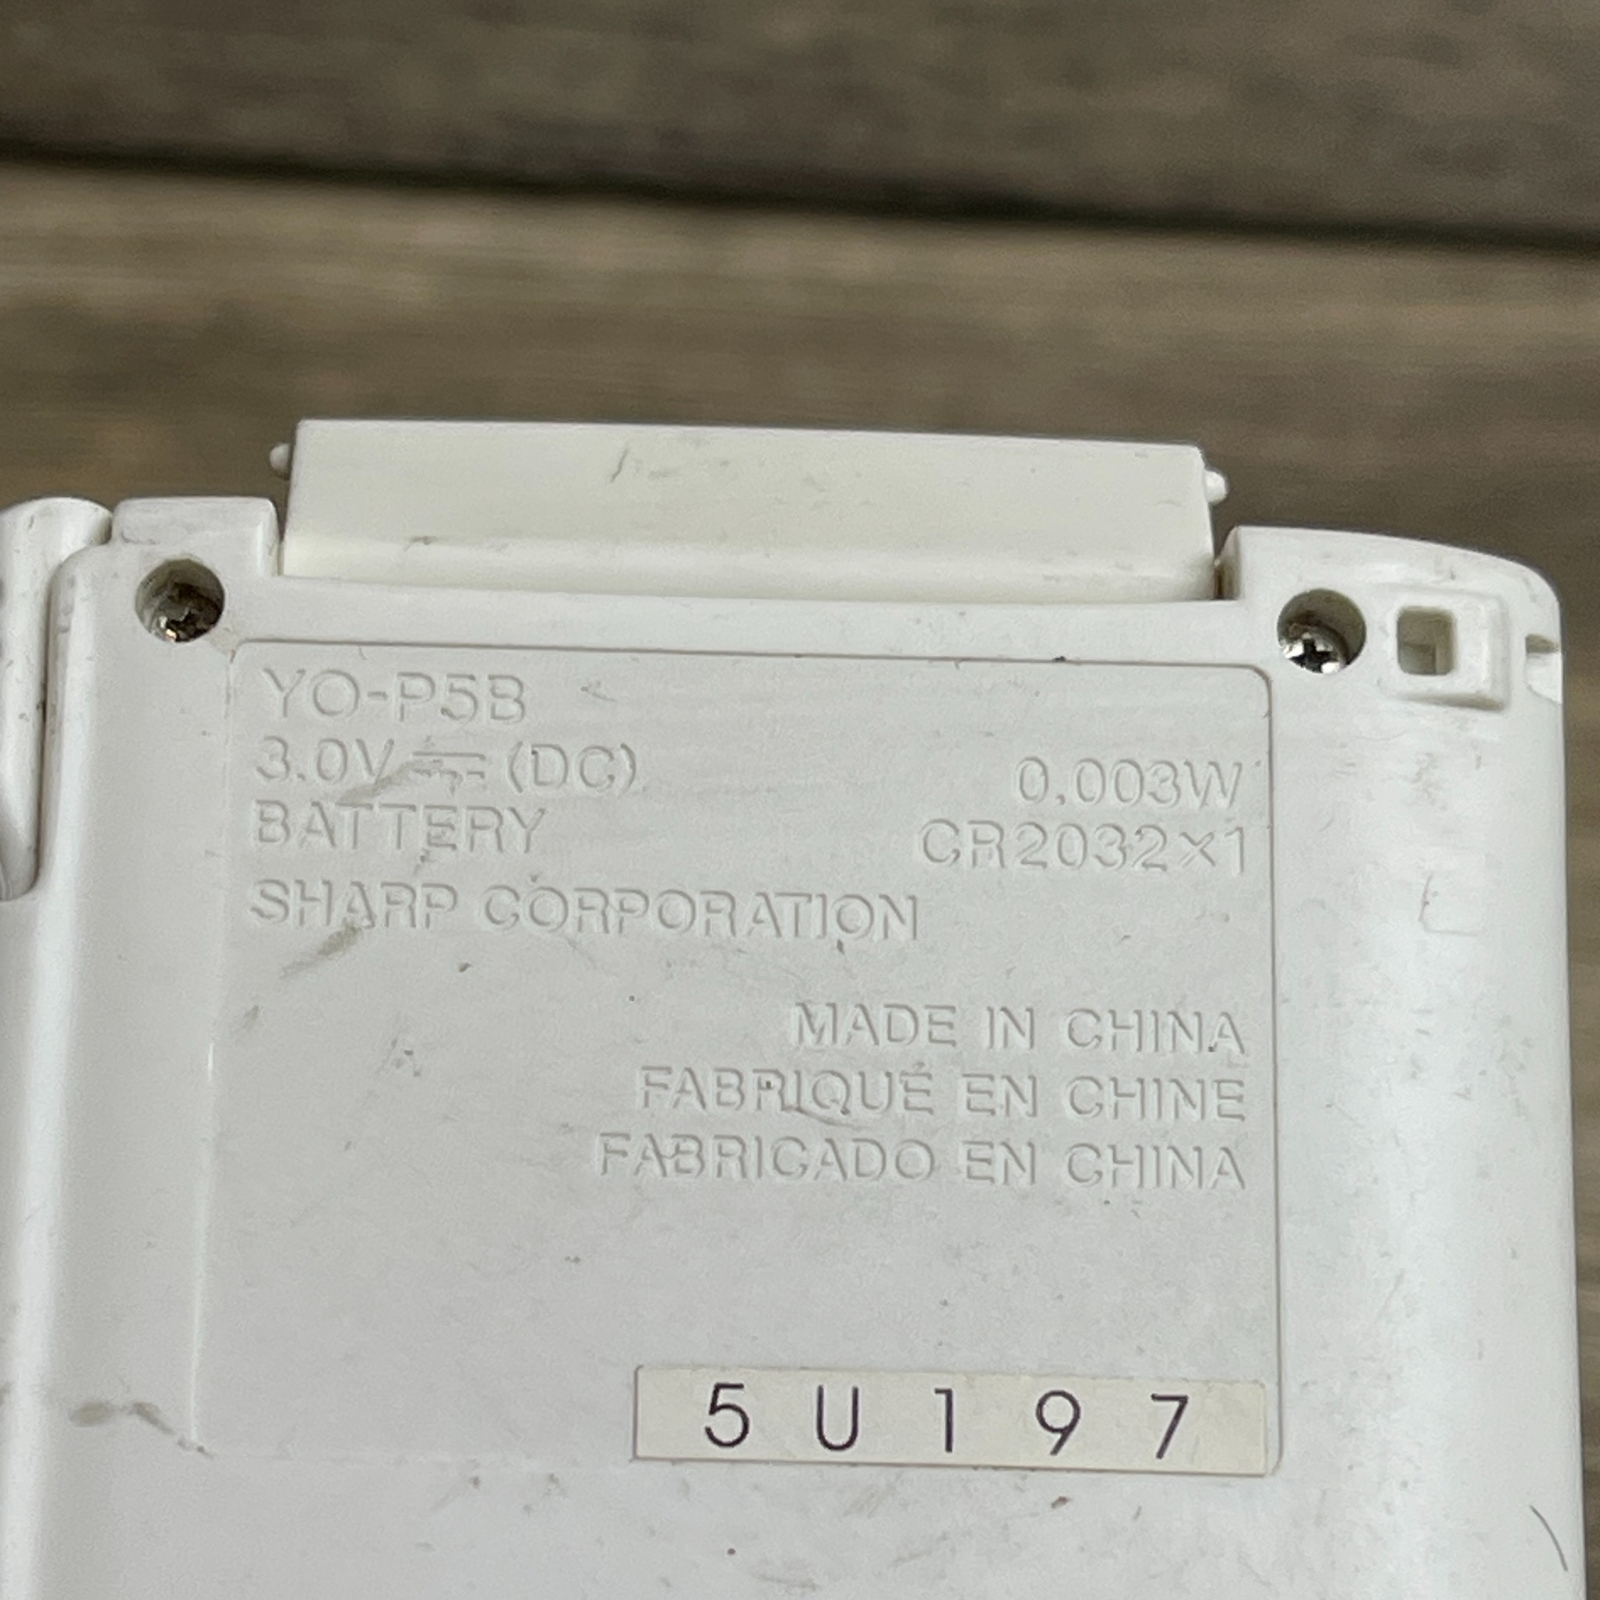 YO-P5B
3.0V ⎓ (DC) 0.003W
BATTERY CR2032×1
SHARP CORPORATION
MADE IN CHINA
FABRIQUÉ EN CHINE
FABRICADO EN CHINA
5U197